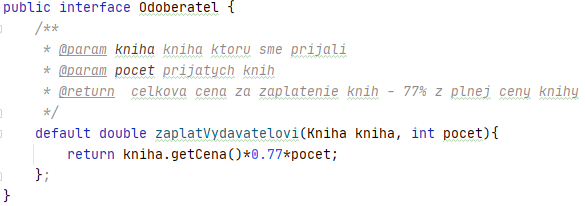 public interface Odoberatel {
/**
* @param kniha kniha ktoru sme prijali
* @param pocet prijatych knih
* @return  celkova cena za zaplatenie knih - 77% z plnej ceny knihy
*/
default double zaplatVydavatelovi(Kniha kniha, int pocet){
return kniha.getCena()*0.77*pocet;
};
}